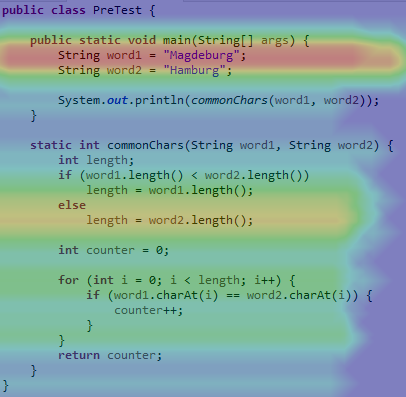 public class PreTest {
public static void main(String[] args) {
String word1 = "Magdeburg";
String word2 = "Hamburg";
System.out.println(commonChars(word1, word2));
}
static int commonChars(String word1, String word2) {
int length;
if (word1.length() < word2.length())
length = word1.length();
else
length = word2.length();
int counter = 0;
for (int i = 0; i < length; i++) {
if (word1.charAt(i) == word2.charAt(i)) {
counter++;
}
}
return counter;
}
}